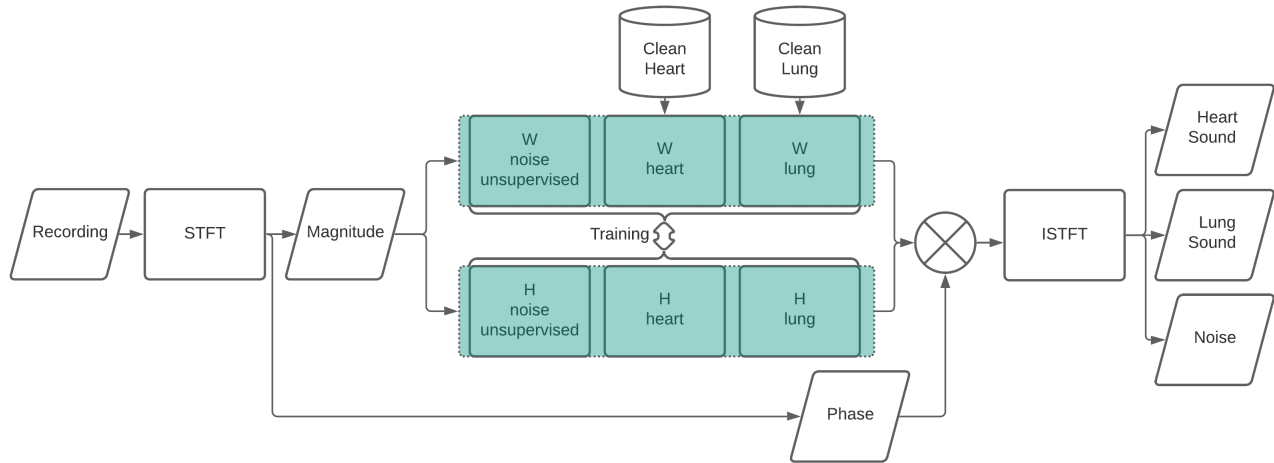 Clean
Heart
Clean
Lung
W
noise
unsupervised
W
heart
W
lung
Heart
Sound
Recording
STFT
Magnitude
Training
ISTFT
Lung
Sound
H
noise
unsupervised
H
heart
H
lung
Noise
Phase